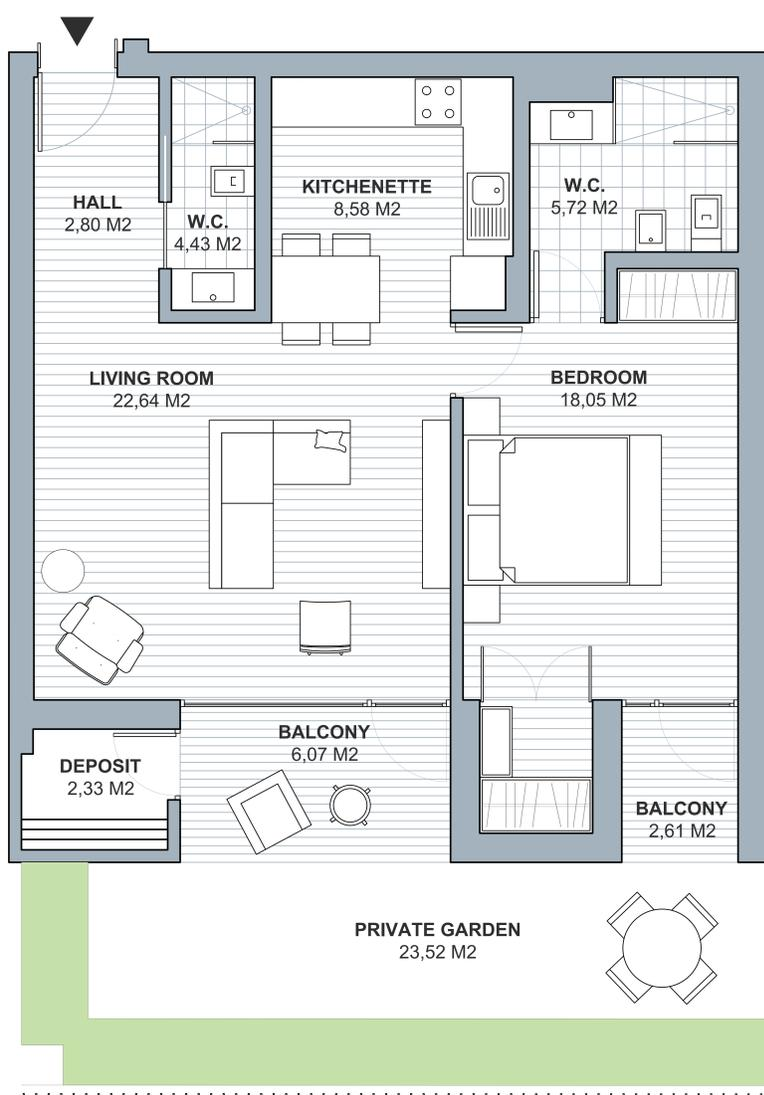 HALL
2,80 M2
W.C.
4,43 M2
KITCHENETTE
8,58 M2
W.C.
5,72 M2
LIVING ROOM
22,64 M2
BEDROOM
18,05 M2
BALCONY
6,07 M2
DEPOSIT
2,33 M2
BALCONY
2,61 M2
PRIVATE GARDEN
23,52 M2